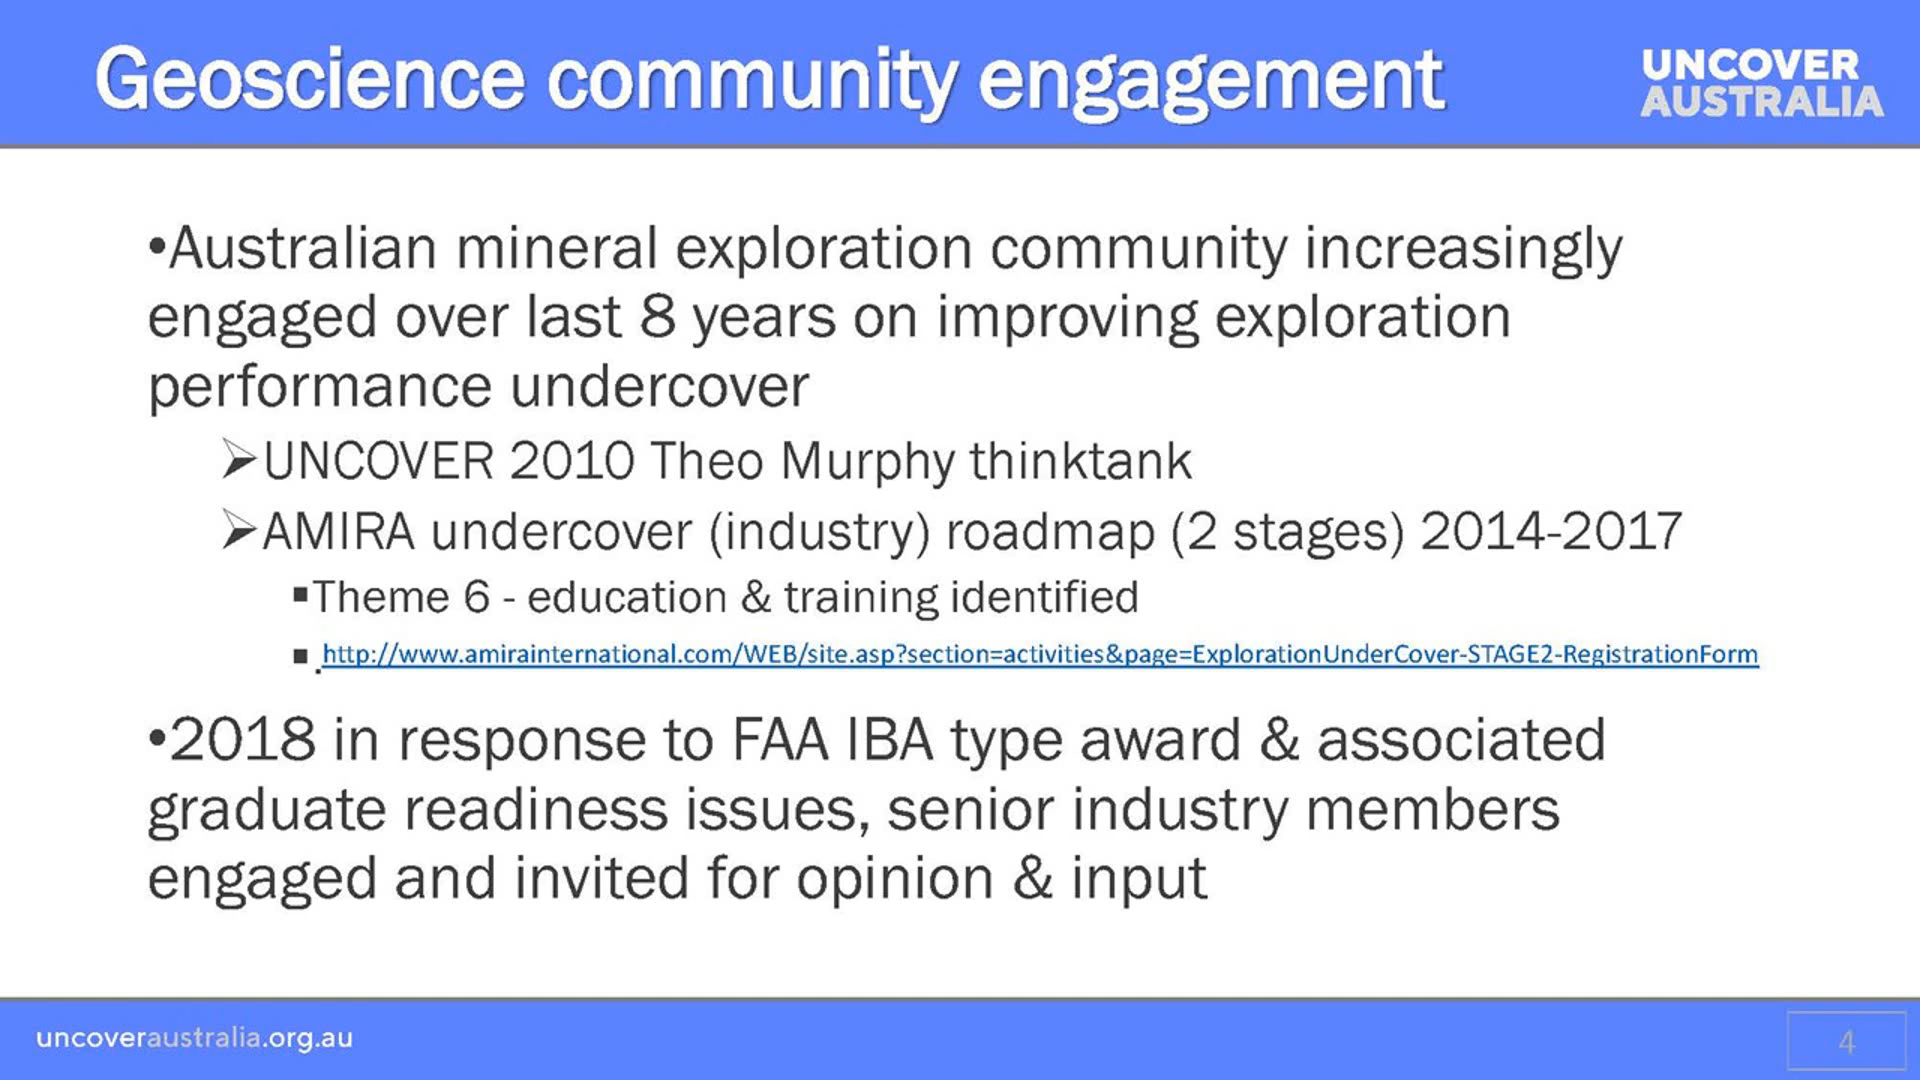 Geoscience community engagement
UNCOVER
AUSTRALIA
•Australian mineral exploration community increasingly
engaged over last 8 years on improving exploration
performance undercover
➢UNCOVER 2010 Theo Murphy thinktank
➢AMIRA undercover (industry) roadmap (2 stages) 2014-2017
▪Theme 6 - education & training identified
▪.http://www.amirainternational.com/WEB/site.asp?section=activities&page=ExplorationUnderCover-STAGE2-RegistrationForm
•2018 in response to FAA IBA type award & associated
graduate readiness issues, senior industry members
engaged and invited for opinion & input
uncoveraustralia.org.au
4